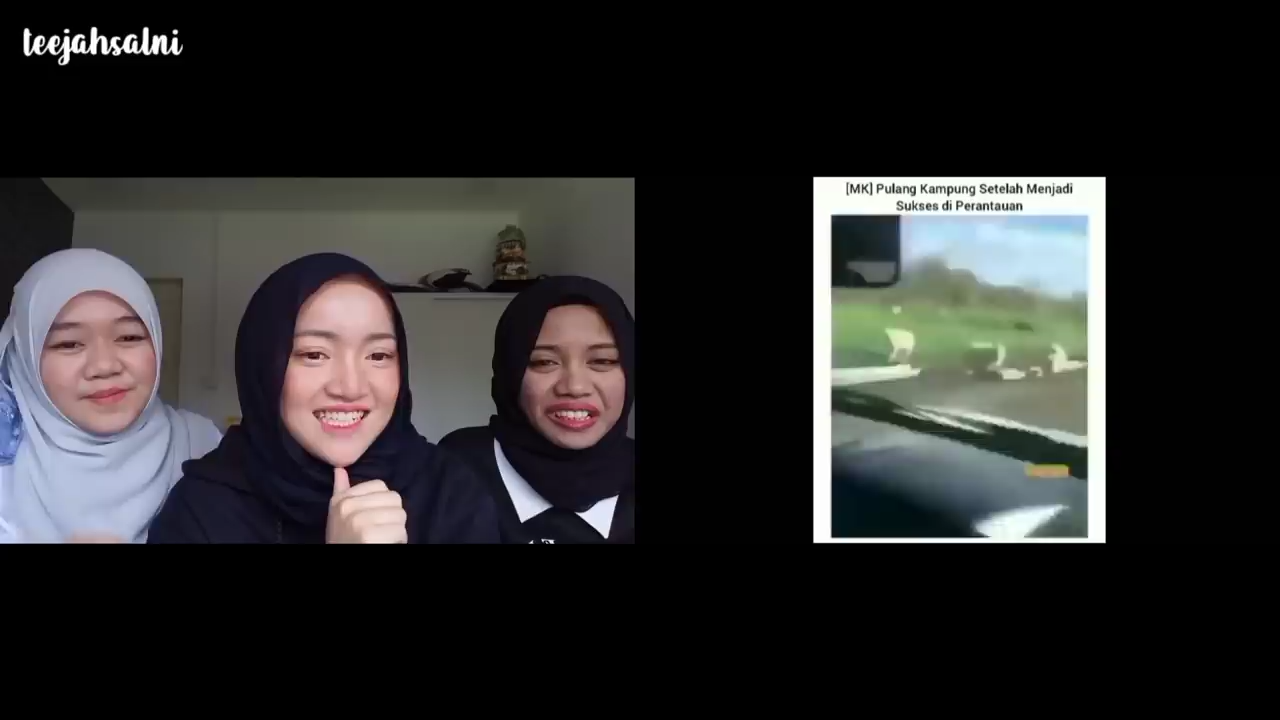 teejahsalni
[MK] Pulang Kampung Setelah Menjadi
Sukses di Perantauan